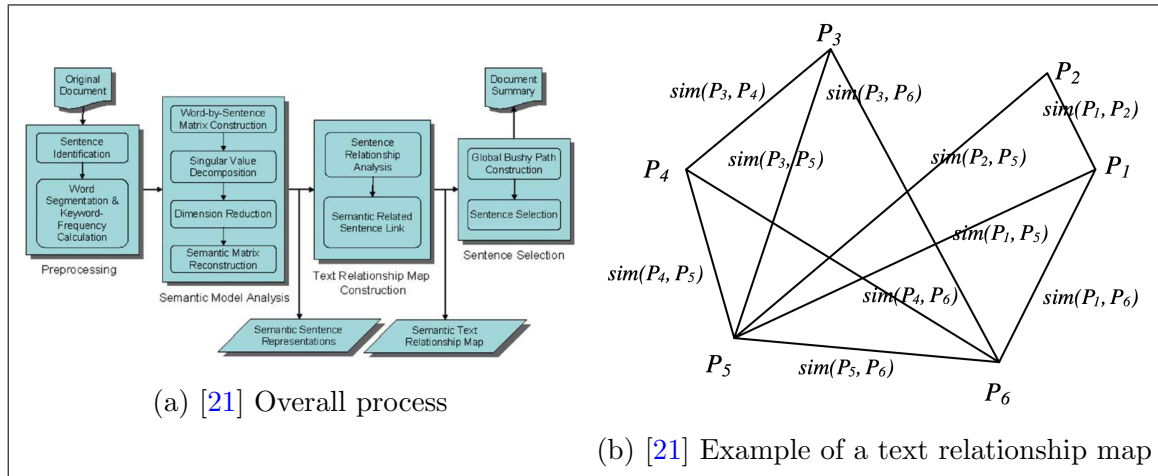 Original
Document
Sentence
Identification
Word
Segmentation &
Keyword-
Frequency
Calculation
Preprocessing
Word-by-Sentence
Matrix Construction
Singular Value
Decomposition
Dimension Reduction
Semantic Matrix
Reconstruction
Semantic Model Analysis
Sentence
Relationship
Analysis
Semantic Related
Sentence Link
Text Relationship Map
Construction
Document
Summary
Global Bushy Path
Construction
Sentence Selection
Sentence Selection
Semantic Sentence
Representations
Semantic Text
Relationship Map
(a) [21] Overall process
P3
P2
sim(P3, P4)
sim(P3, P6)
sim(P1, P2)
P4
sim(P3, P5)
sim(P2, P5)
P1
sim(P1, P5)
sim(P4, P5)
sim(P4, P6)
sim(P1, P6)
P5
sim(P5, P6)
P6
(b) [21] Example of a text relationship map